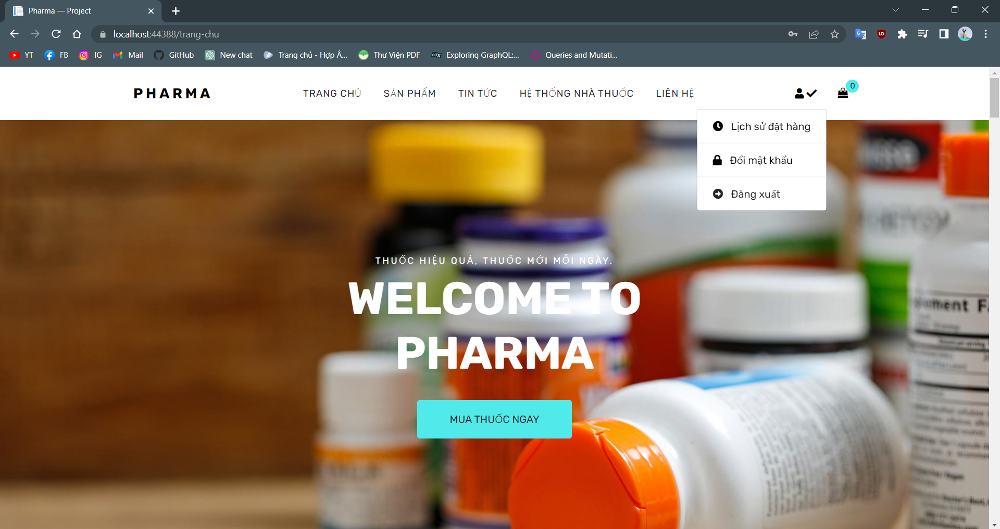 Pharma — Project
localhost:44388/trang-chu
YT FB IG Mail GitHub New chat Trang chủ - Hợp Â... Thư Viện PDF Exploring GraphQL:... Queries and Mutati...
PHARMA TRANG CHỦ SẢN PHẨM TIN TỨC HỆ THỐNG NHÀ THUỐC LIÊN HỆ 0
Lịch sử đặt hàng
Đổi mật khẩu
Đăng xuất
THUỐC HIỆU QUẢ, THUỐC MỚI MỖI NGÀY.
WELCOME TO
PHARMA
MUA THUỐC NGAY